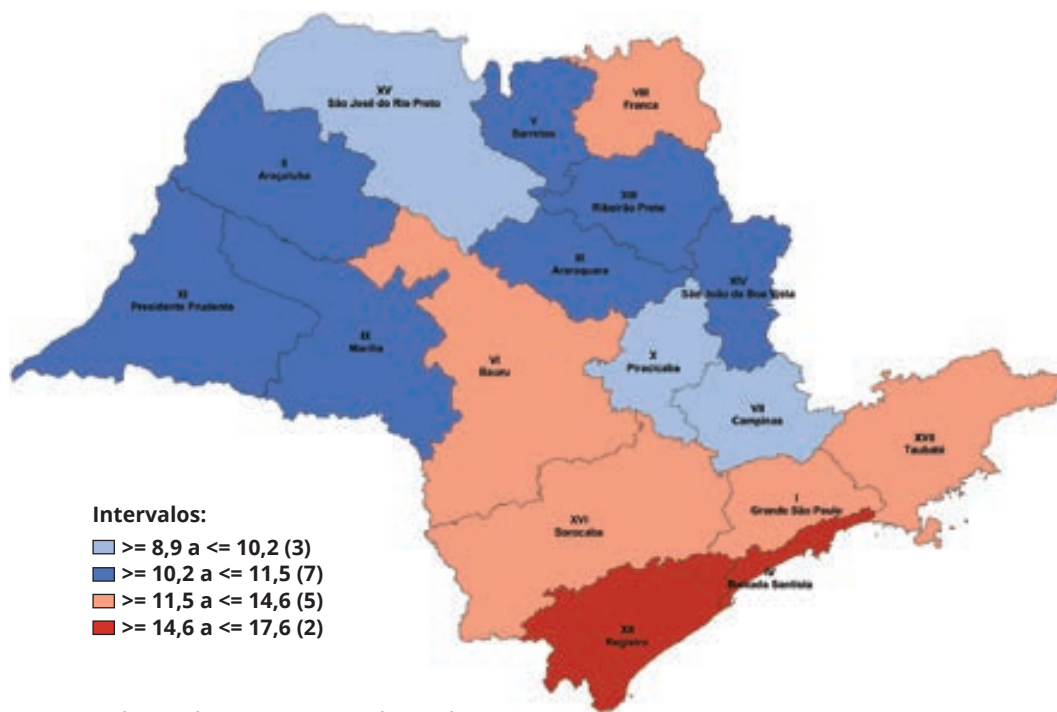 XV
São José do Rio Preto
VIII
Franca
V
Barretos
II
Araçatuba
XIII
Ribeirão Preto
III
Araraquara
XIV
São João da Boa Vista
XI
Presidente Prudente
IX
Marília
X
Piracicaba
VI
Bauru
VII
Campinas
XVII
Taubaté
I
Grande São Paulo
XVI
Sorocaba
IV
Baixada Santista
XII
Registro
Intervalos:
>= 8,9 a <= 10,2 (3)
>= 10,2 a <= 11,5 (7)
>= 11,5 a <= 14,6 (5)
>= 14,6 a <= 17,6 (2)